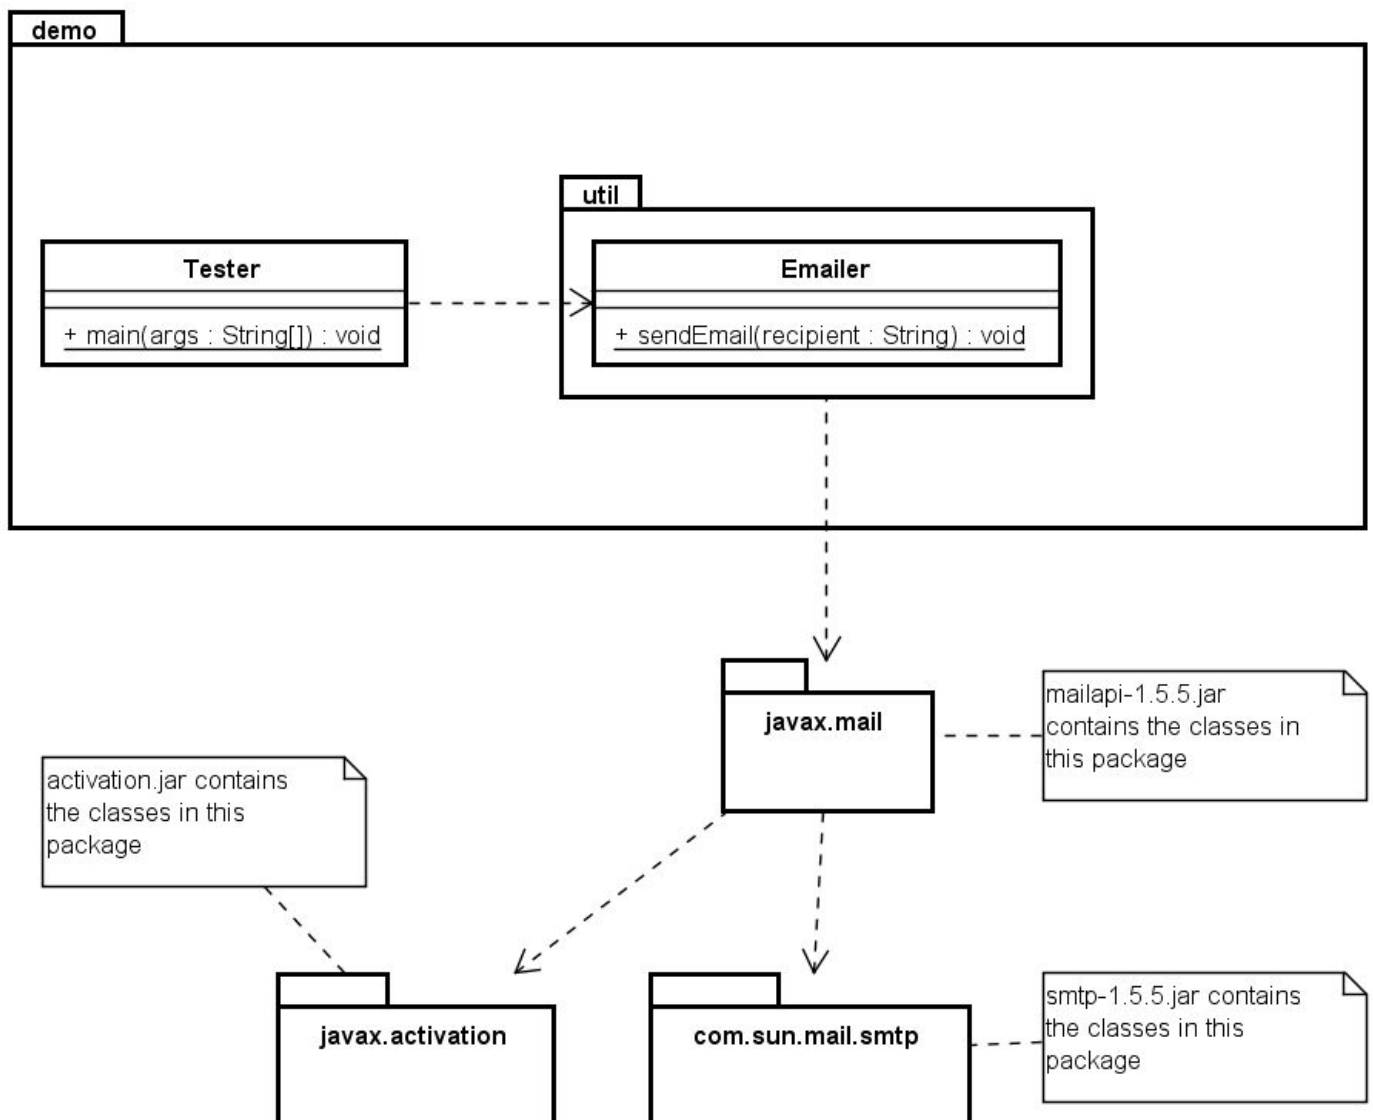 demo
util
Tester
+ main(args : String[]) : void
Emailer
+ sendEmail(recipient : String) : void
javax.mail
mailapi-1.5.5.jar
contains the classes in
this package
activation.jar contains
the classes in this
package
javax.activation
com.sun.mail.smtp
smtp-1.5.5.jar contains
the classes in this
package